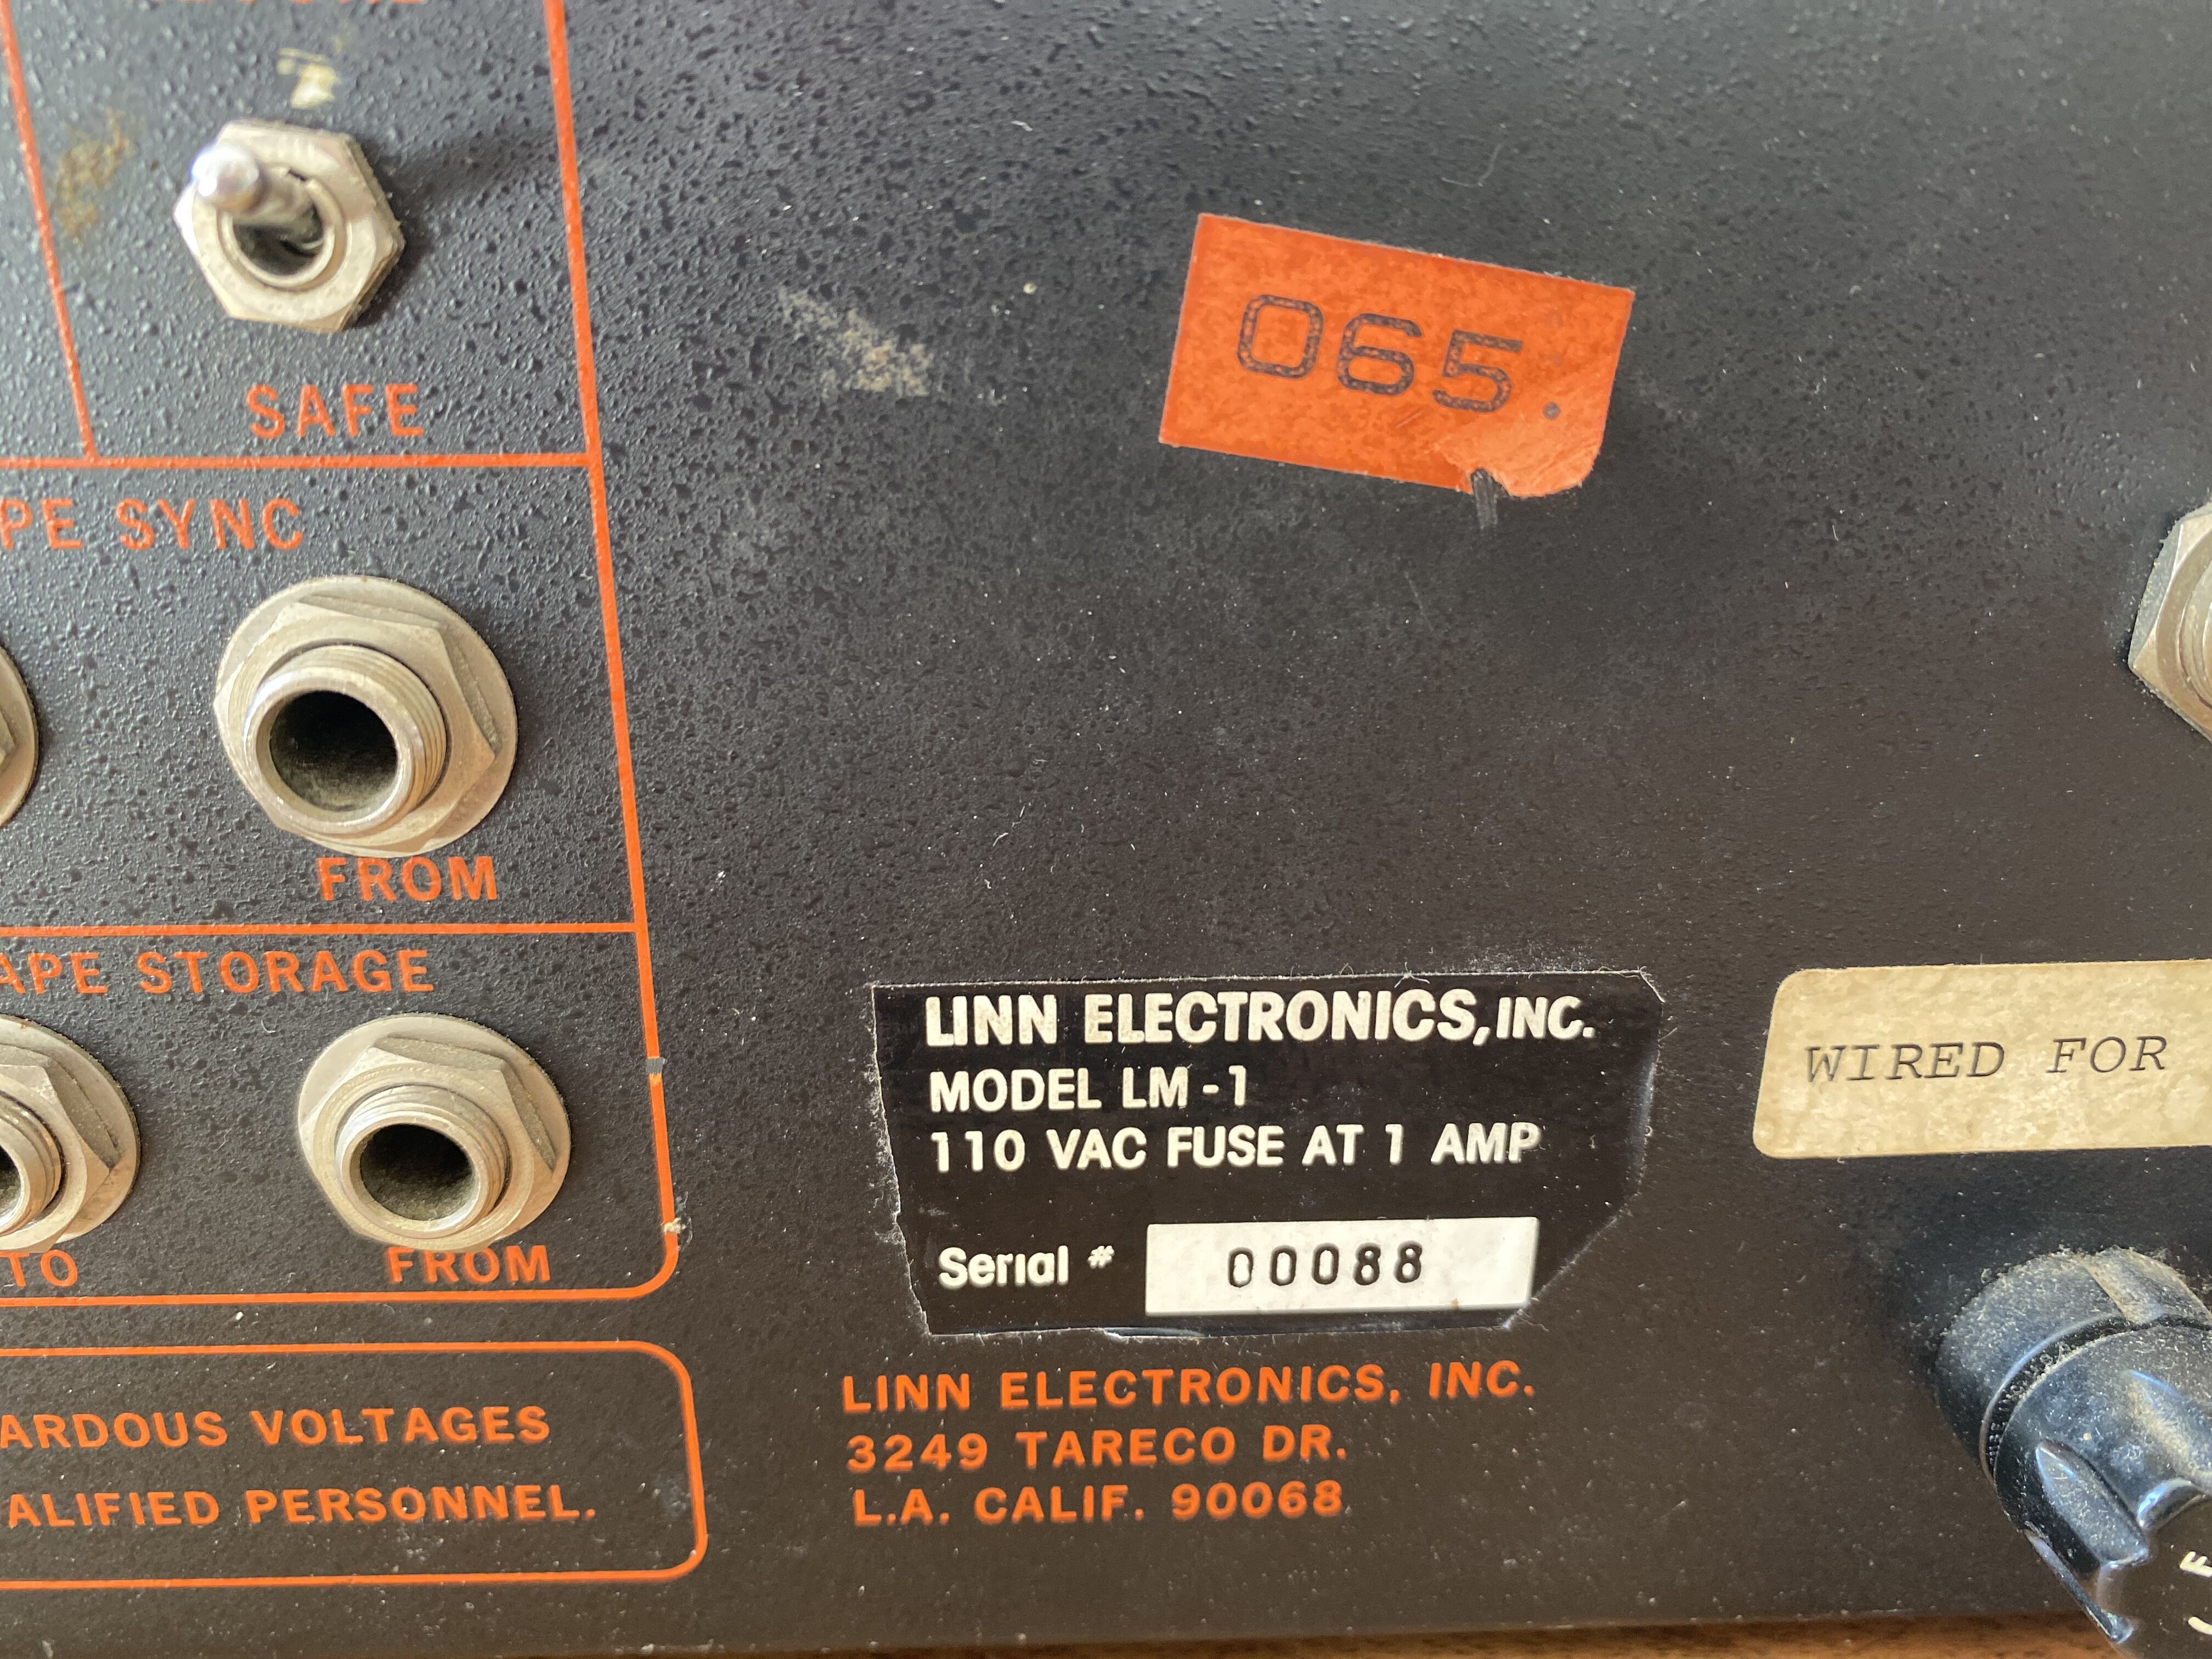 SAFE
065.
PE SYNC
FROM
APE STORAGE
TO
FROM
LINN ELECTRONICS, INC.
MODEL LM-1
110 VAC FUSE AT 1 AMP
Serial # 00088
WIRED FOR
ARDOUS VOLTAGES
ALIFIED PERSONNEL.
LINN ELECTRONICS, INC.
3249 TARECO DR.
L.A. CALIF. 90068